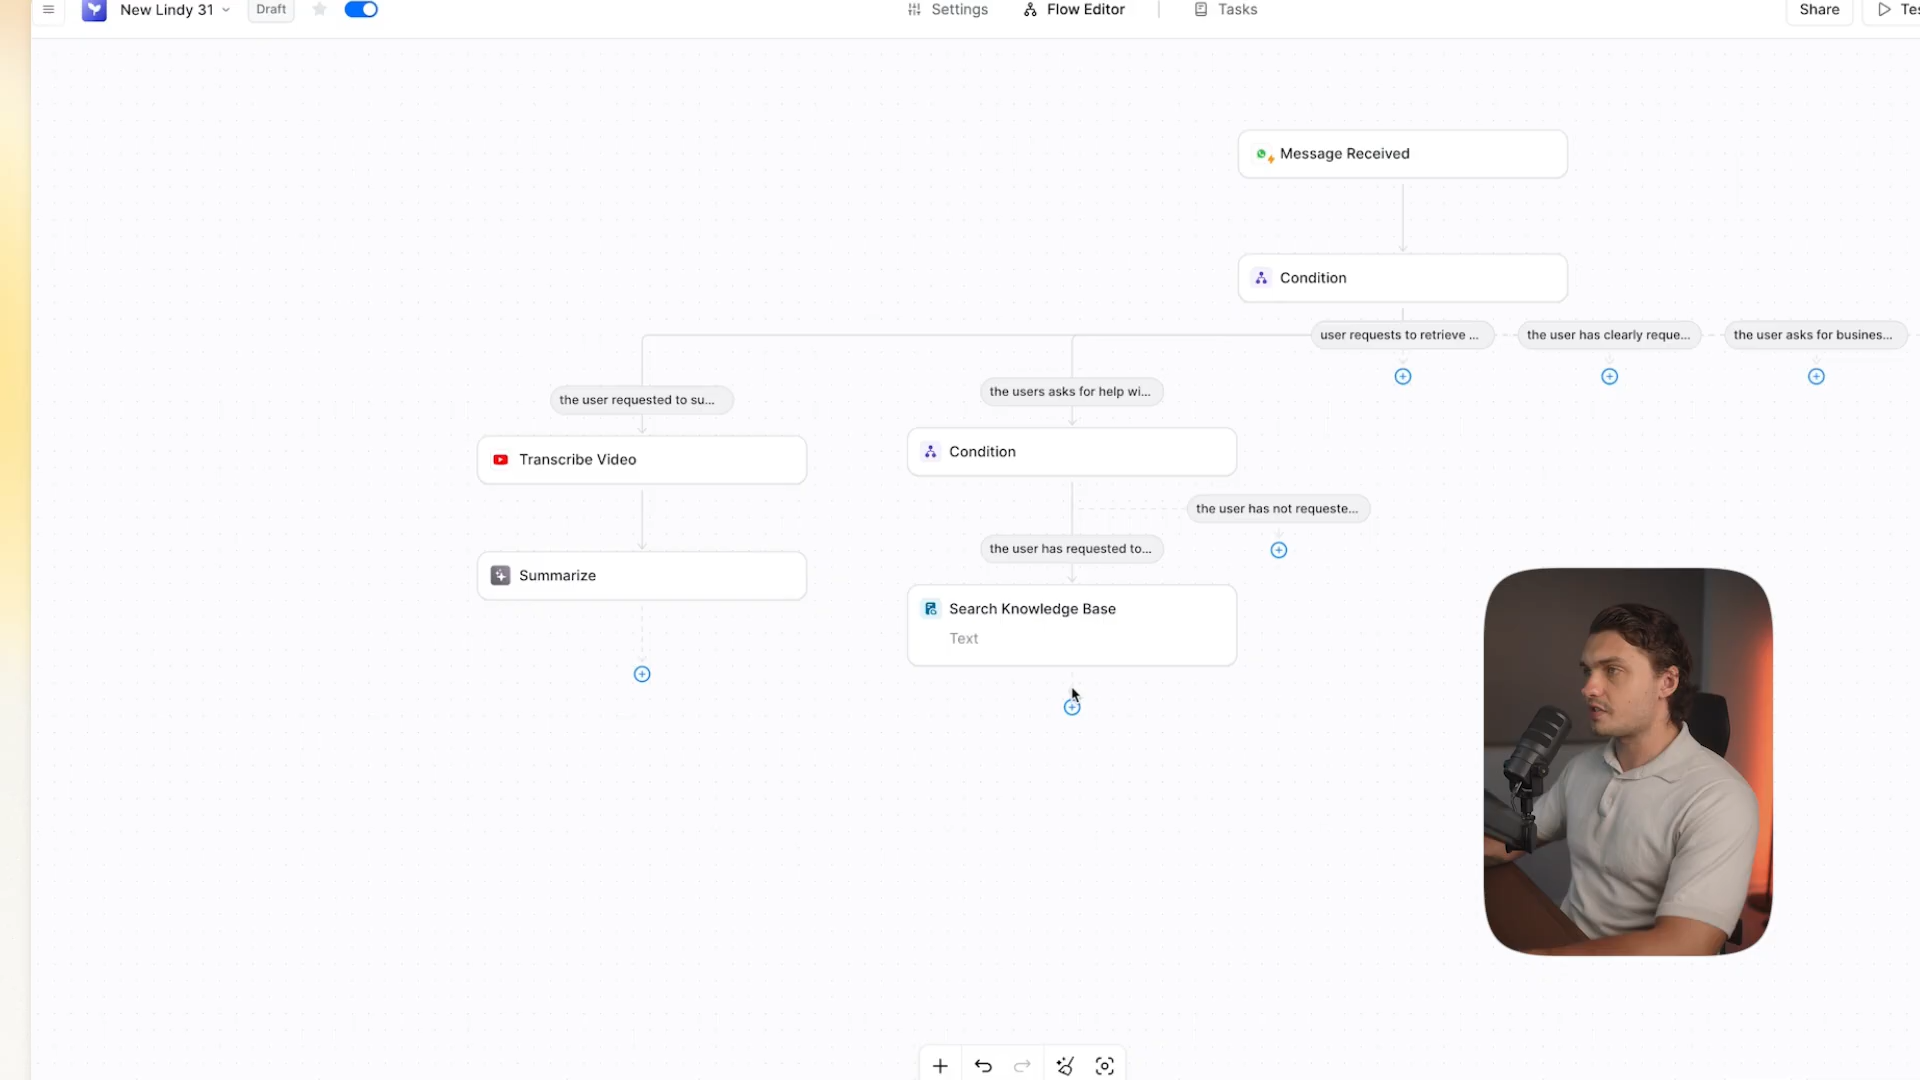 New Lindy 31
Draft
Settings
Flow Editor
Tasks
Share
Message Received
Condition
user requests to retrieve ...
the user has clearly reque...
the user asks for busines...
the user requested to su...
the users asks for help wi...
Transcribe Video
Condition
the user has not requeste...
the user has requested to...
Summarize
Search Knowledge Base
Text